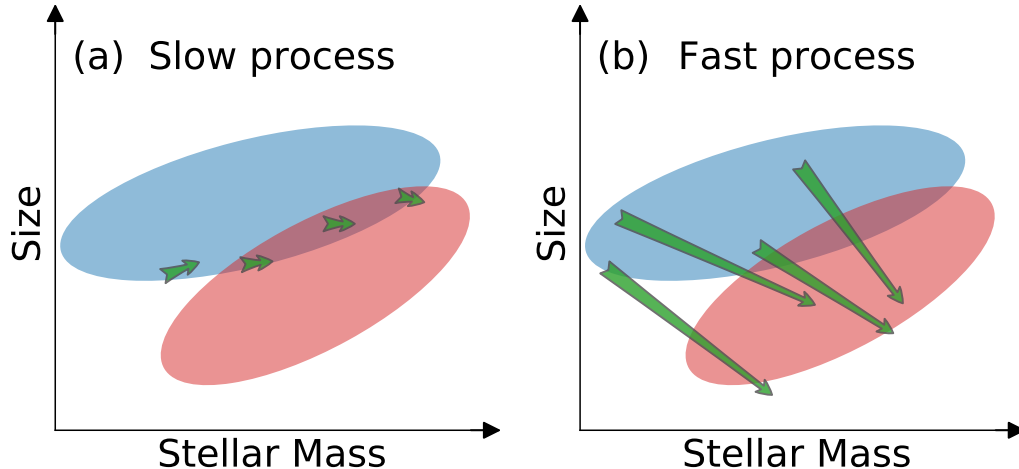 (a) Slow process
Size
Stellar Mass
(b) Fast process
Size
Stellar Mass